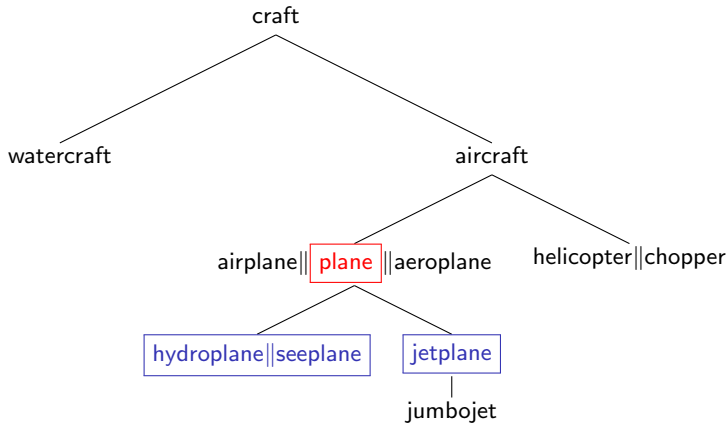 craft
watercraft aircraft
airplane||plane||aeroplane helicopter||chopper
hydroplane||seeplane jetplane
jumbojet